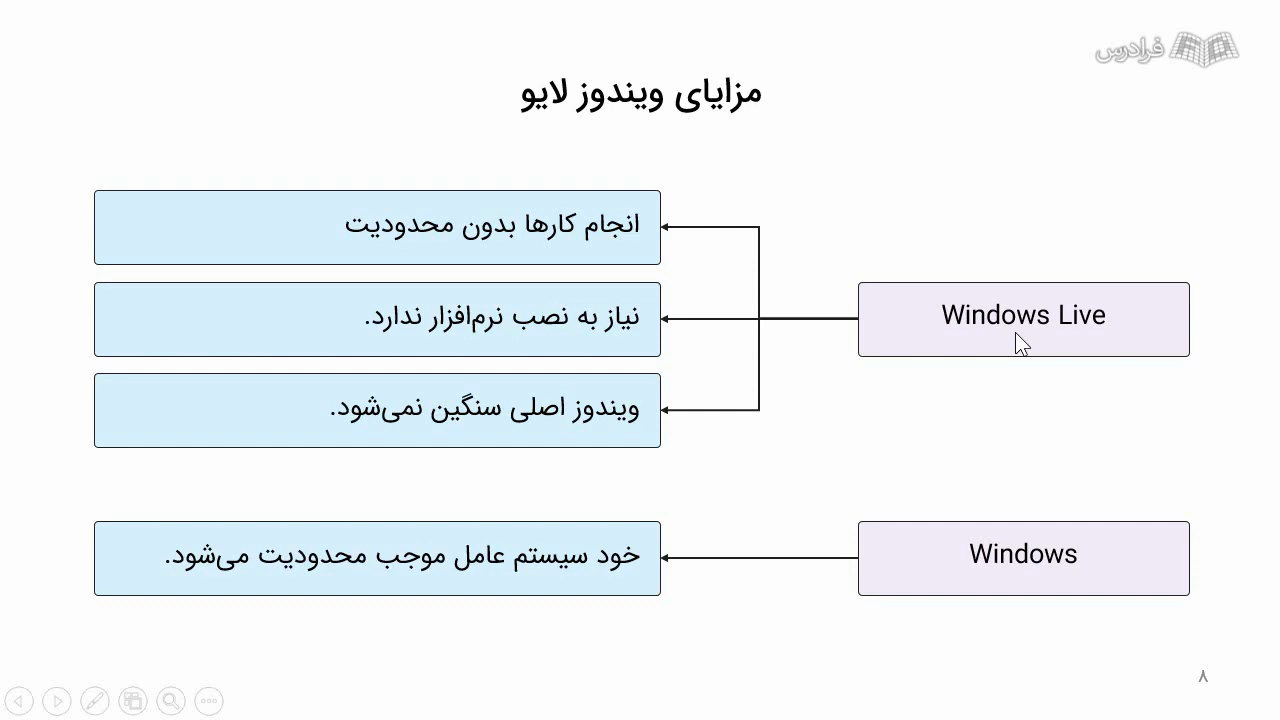 فرادرس
مزایای ویندوز لایو
Windows Live
انجام کارها بدون محدودیت
نیاز به نصب نرم‌افزار ندارد.
ویندوز اصلی سنگین نمی‌شود.
Windows
خود سیستم عامل موجب محدودیت می‌شود.
۸